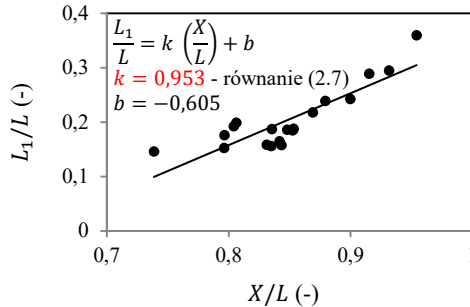 L₁/L (-)
0,4
0,3
0,2
0,1
0
L₁/L = k (X/L) + b
k = 0,953 - równanie (2.7)
b = −0,605
0,7 0,8 0,9 1
X/L (-)